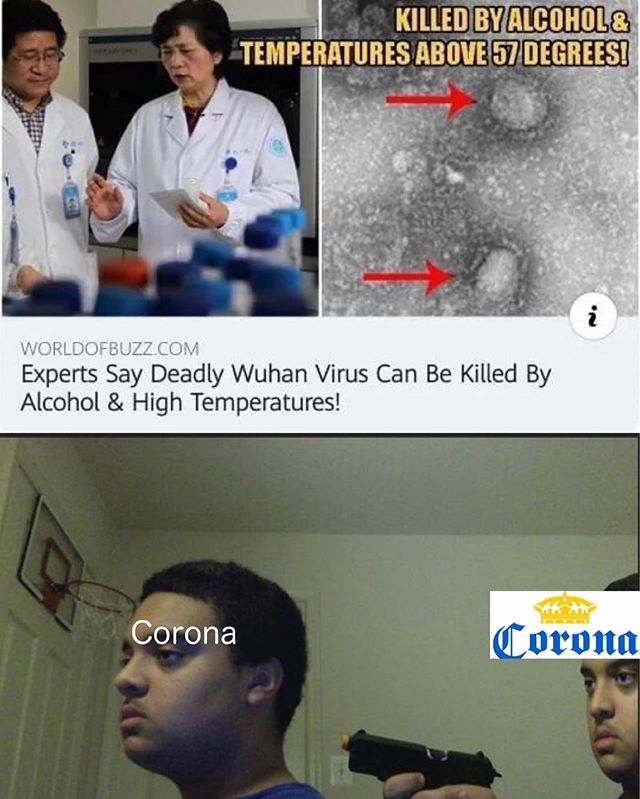 KILLED BY ALCOHOL &
TEMPERATURES ABOVE 57 DEGREES!
i
WORLDOFBUZZ.COM
Experts Say Deadly Wuhan Virus Can Be Killed By
Alcohol & High Temperatures!
Corona
Corona